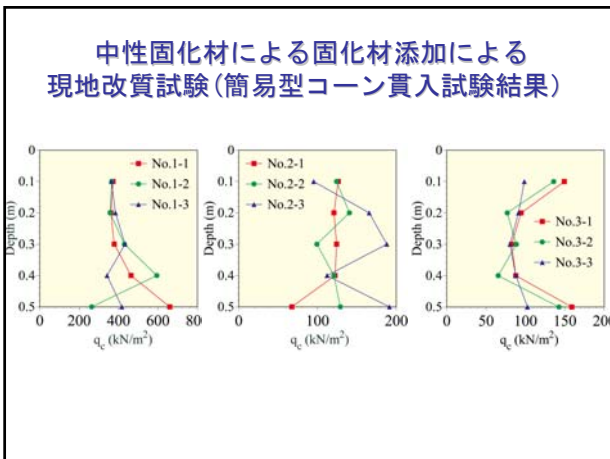 中性固化材による固化材添加による
現地改質試験(簡易型コーン貫入試験結果)
0
0.1
0.2
0.3
0.4
0.5
Depth (m)
No.1-1
No.1-2
No.1-3
0 200 400 600 80
q_c (kN/m²)
0
0.1
0.2
0.3
0.4
0.5
Depth (m)
No.2-1
No.2-2
No.2-3
0 100 200
q_c (kN/m²)
0
0.1
0.2
0.3
0.4
0.5
Depth (m)
No.3-1
No.3-2
No.3-3
0 50 100 150 200
q_c (kN/m²)